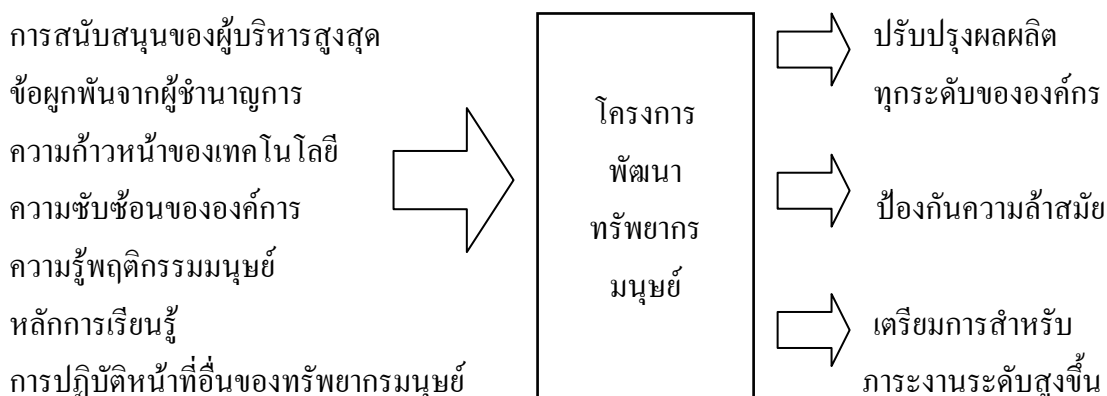 การสนับสนุนของผู้บริหารสูงสุด
ข้อผูกพันจากผู้ชำนาญการ
ความก้าวหน้าของเทคโนโลยี
ความซับซ้อนขององค์การ
ความรู้พฤติกรรมมนุษย์
หลักการเรียนรู้
การปฏิบัติหน้าที่อื่นของทรัพยากรมนุษย์
โครงการ
พัฒนา
ทรัพยากร
มนุษย์
ปรับปรุงผลผลิต
ทุกระดับขององค์กร
ป้องกันความล้าสมัย
เตรียมการสำหรับ
ภาระงานระดับสูงขึ้น